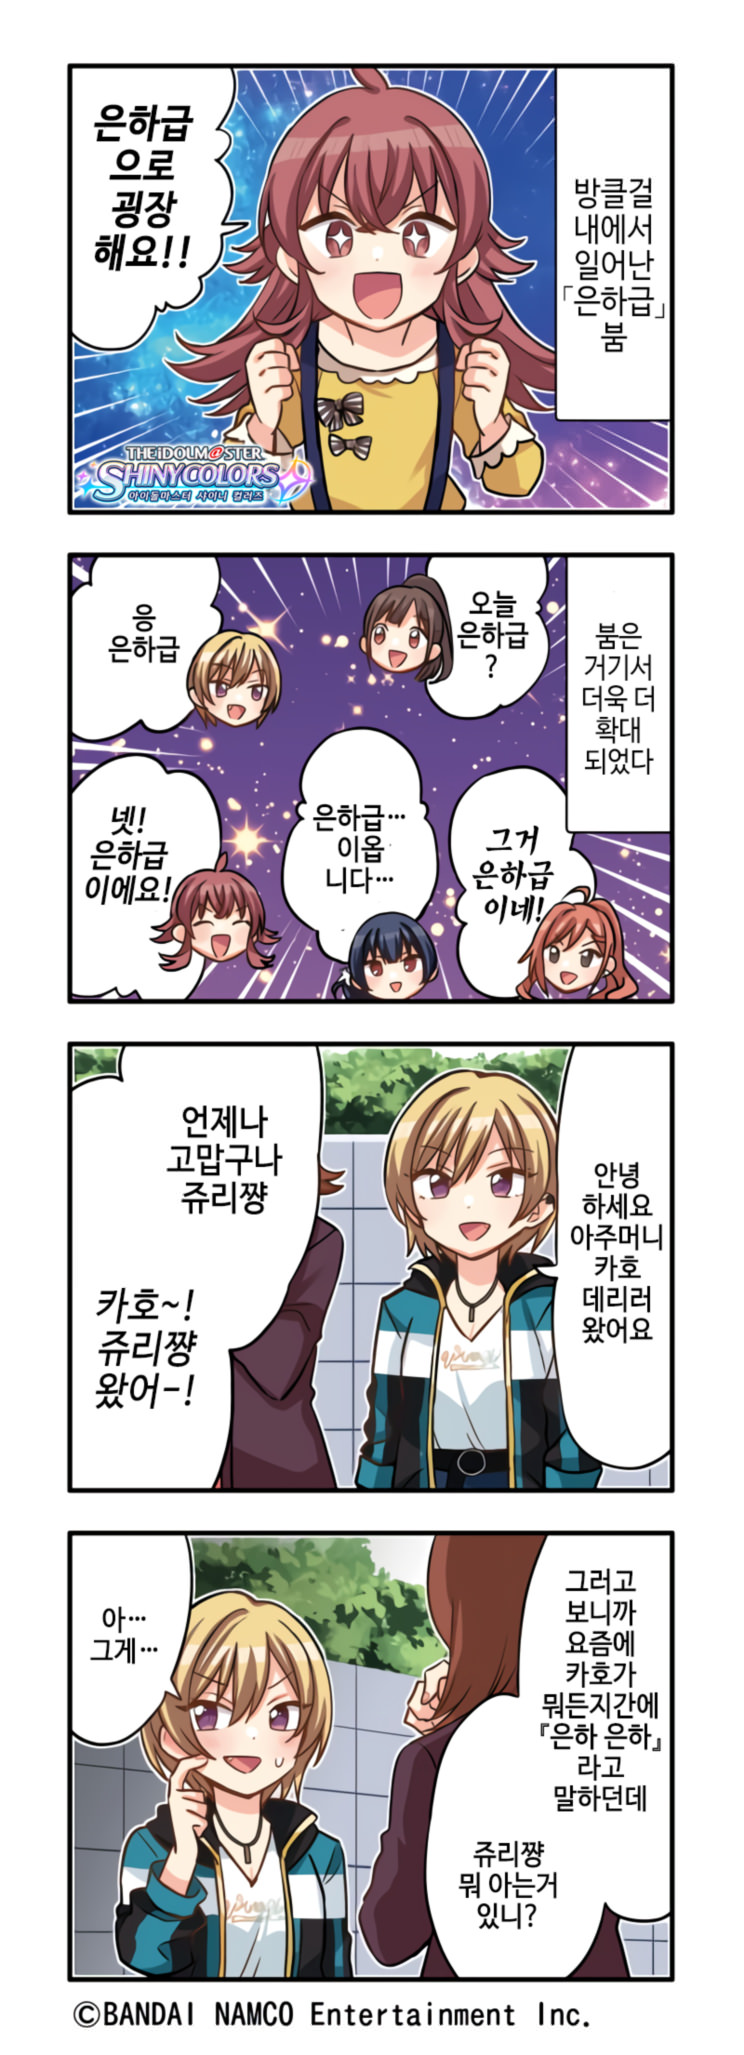 방클걸
내에서
일어난
「은하급」
붐
은하급
으로
굉장
해요!!
THE iDOLM@STER
SHINYCOLORS
아이돌마스터 샤이니 컬러즈
붐은
거기서
더욱 더
확대
되었다
오늘
은하급
?
응
은하급
그거
은하급
이네!
은하급…
이옵
니다…
넷!
은하급
이에요!
안녕
하세요
아주머니
카호
데리러
왔어요
언제나
고맙구나
쥬리쨩
카호~!
쥬리쨩
왔어-!
그러고
보니까
요즘에
카호가
뭐든지간에
『은하 은하』
라고
말하던데
쥬리쨩
뭐 아는거
있니?
아…
그게…
©BANDAI NAMCO Entertainment Inc.